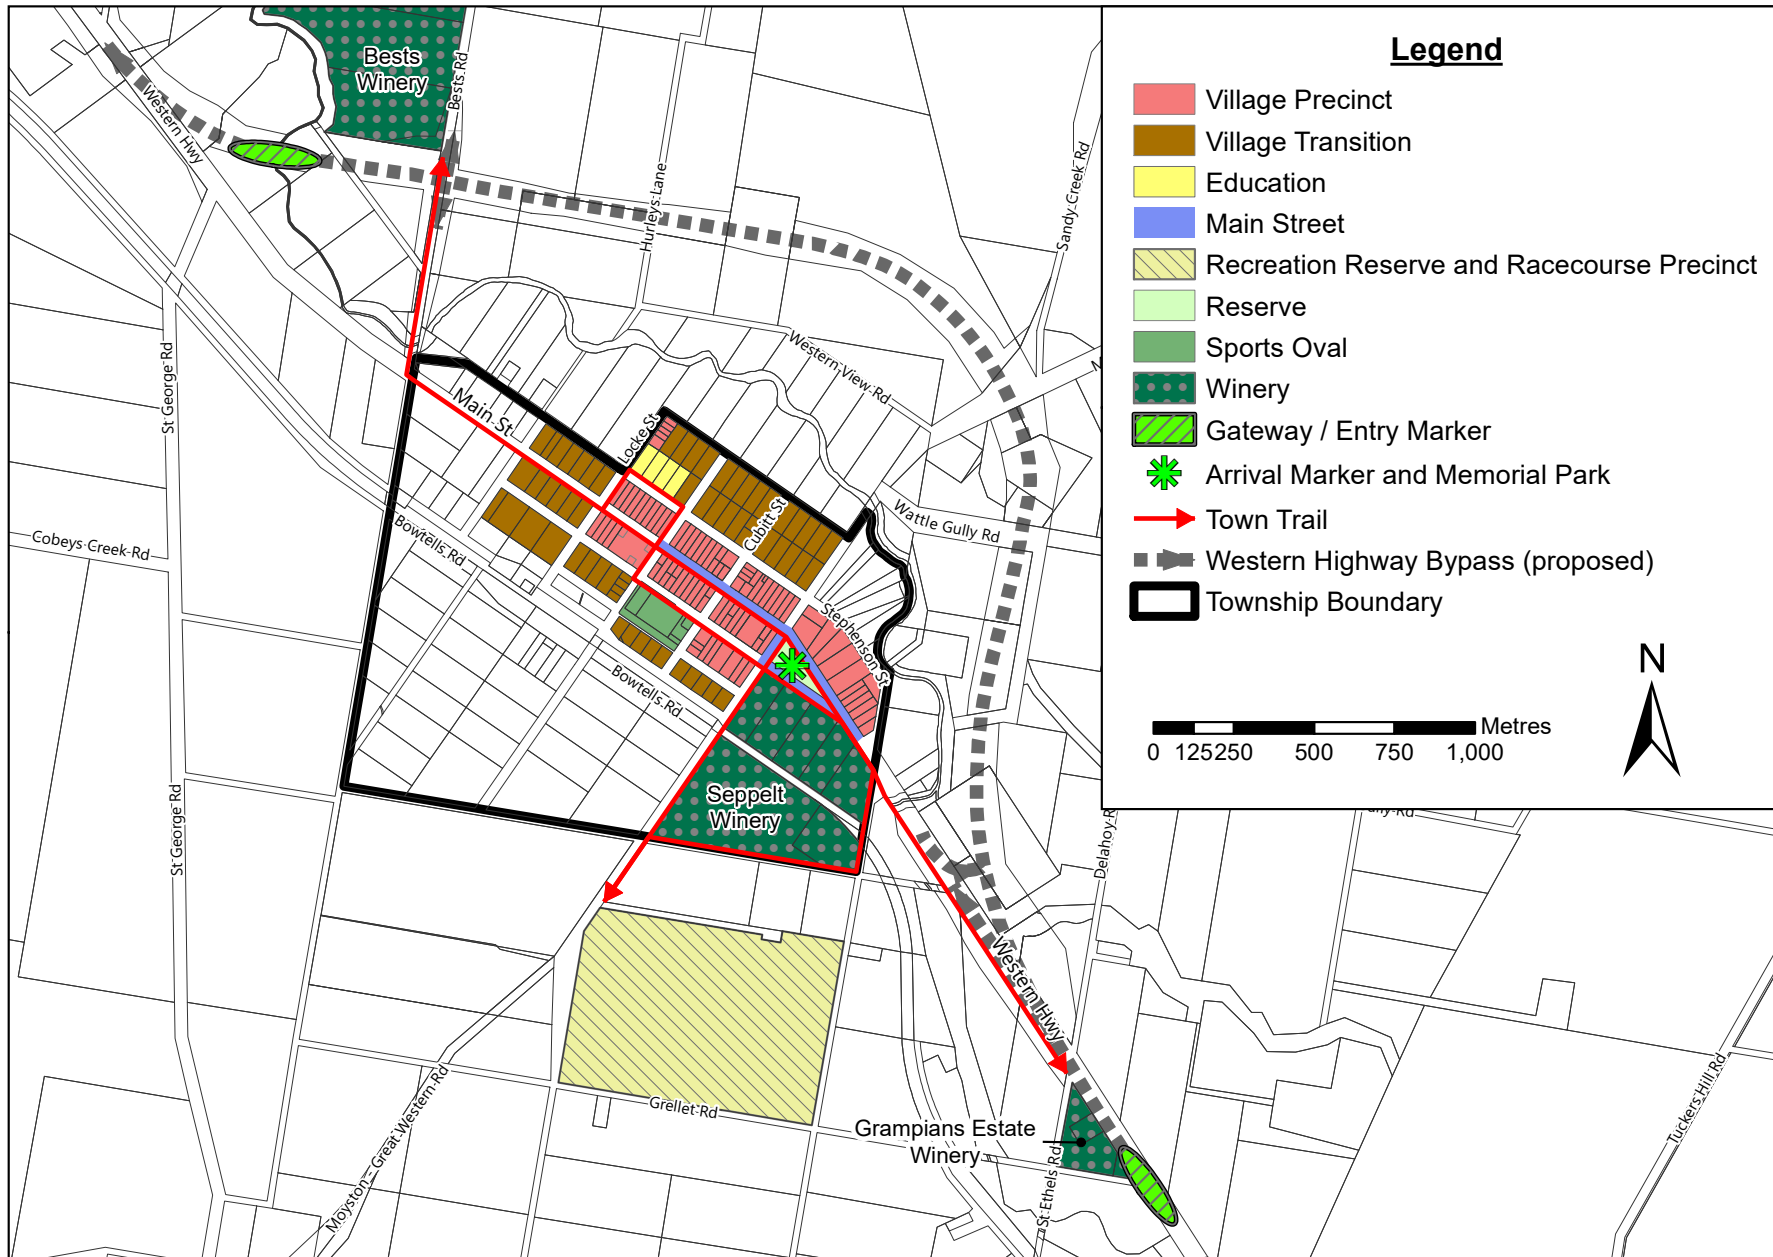 Legend
Village Precinct
Village Transition
Education
Main Street
Recreation Reserve and Racecourse Precinct
Reserve
Sports Oval
Winery
Gateway / Entry Marker
Arrival Marker and Memorial Park
Town Trail
Western Highway Bypass (proposed)
Township Boundary
N
Metres
0 125 250 500 750 1,000
Bests
Winery
Bests Rd
Western Hwy
Hurleys Lane
Sandy Creek Rd
St George Rd
Western View Rd
Main St
Locke St
Cubitt St
Wattle Gully Rd
Cobeys Creek Rd
Bowtells Rd
Stephenson St
Bowtells Rd
Seppelt
Winery
St George Rd
Delahoy R
Western Hwy
Grellet Rd
Moyston-Great Western Rd
Grampians Estate
Winery
St Ethels Rd
Tuckers Hill Rd